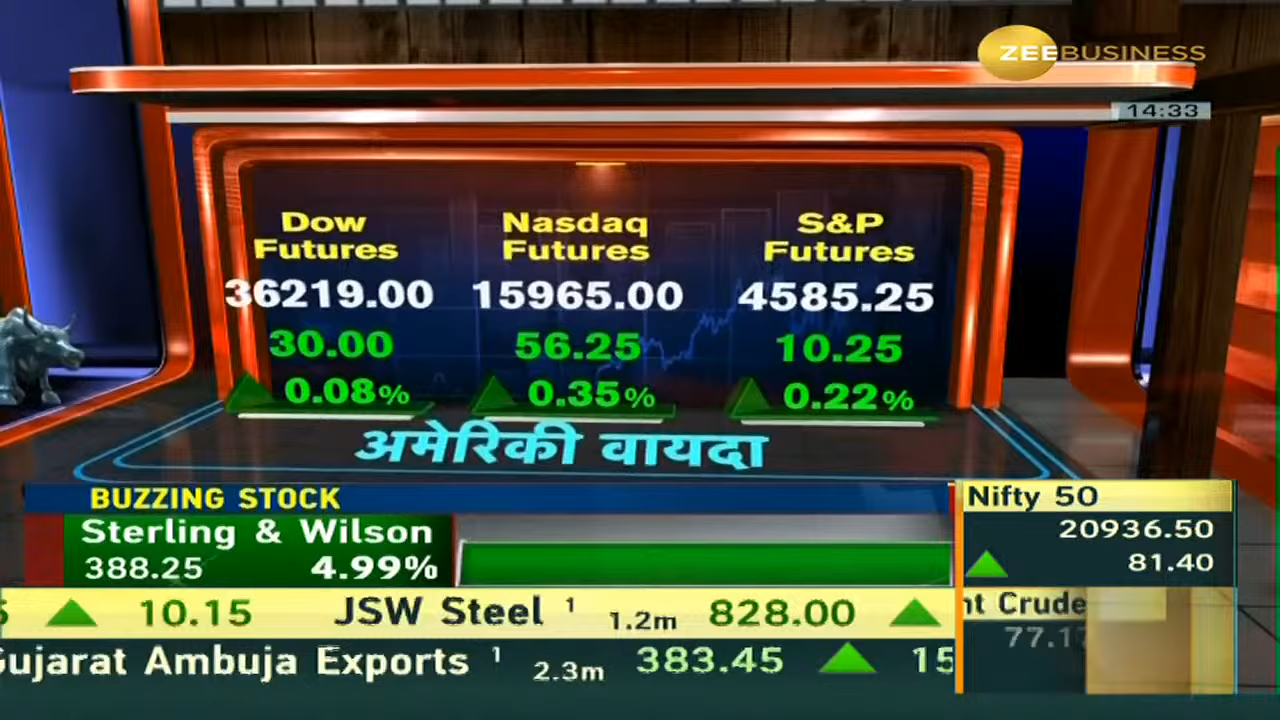 ZEEBUSINESS
14:33
Dow Futures
Nasdaq Futures
S&P Futures
36219.00 15965.00 4585.25
30.00 56.25 10.25
0.08% 0.35% 0.22%
अमेरिकी वायदा
BUZZING STOCK
Sterling & Wilson
388.25 4.99%
Nifty 50
20936.50
81.40
Crude
10.15 JSW Steel 1 1.2m 828.00
Gujarat Ambuja Exports 1 2.3m 383.45 15